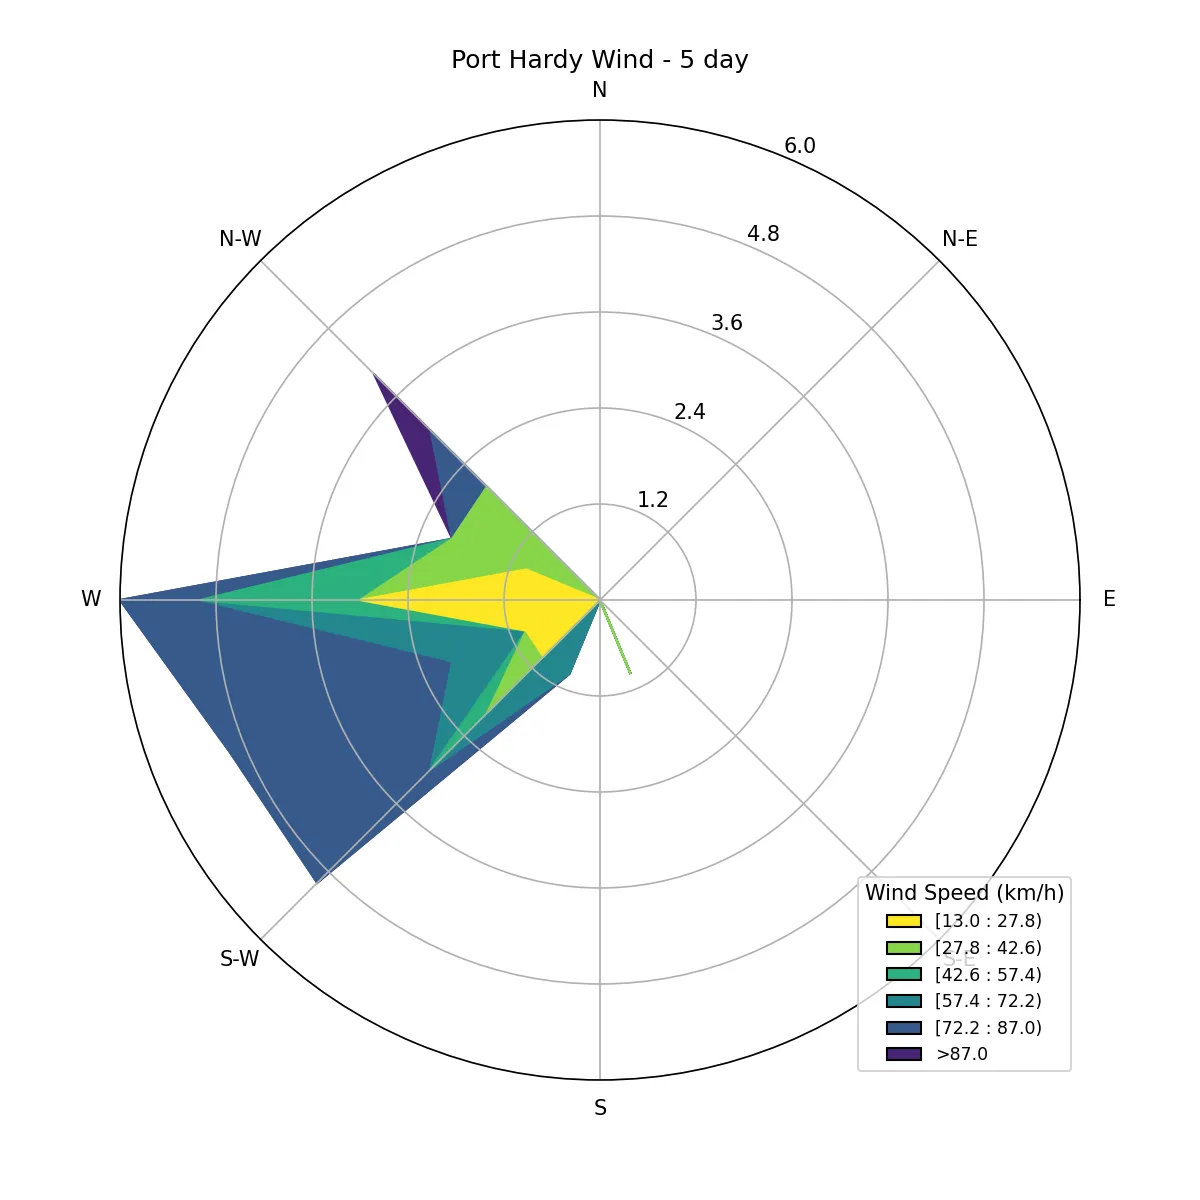 Port Hardy Wind - 5 day
N
6.0
N-W
N-E
4.8
3.6
2.4
1.2
W
E
Wind Speed (km/h)
[13.0 : 27.8)
[27.8 : 42.6)
S-W
S-E
[42.6 : 57.4)
[57.4 : 72.2)
[72.2 : 87.0)
>87.0
S